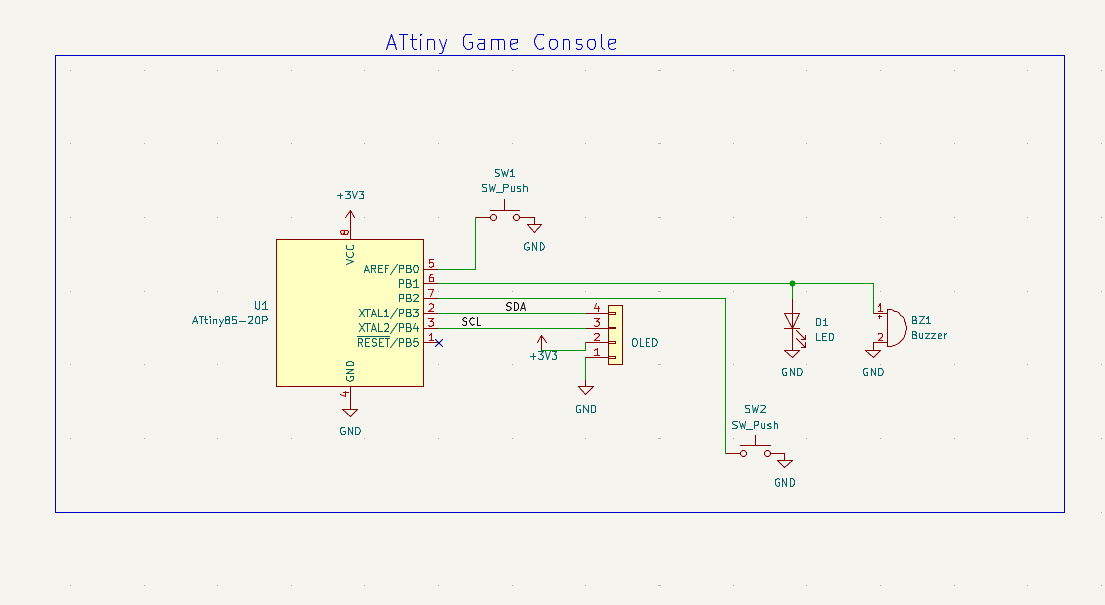 ATtiny Game Console
SW1
SW_Push
+3V3
GND
8
VCC
AREF/PB0 5
PB1 6
PB2 7
XTAL1/PB3 2
XTAL2/PB4 3
RESET/PB5 1
GND
4
GND
U1
ATtiny85-20P
SDA
SCL
4
3
2
1
OLED
+3V3
GND
D1
LED
GND
1
+
2
BZ1
Buzzer
GND
SW2
SW_Push
GND